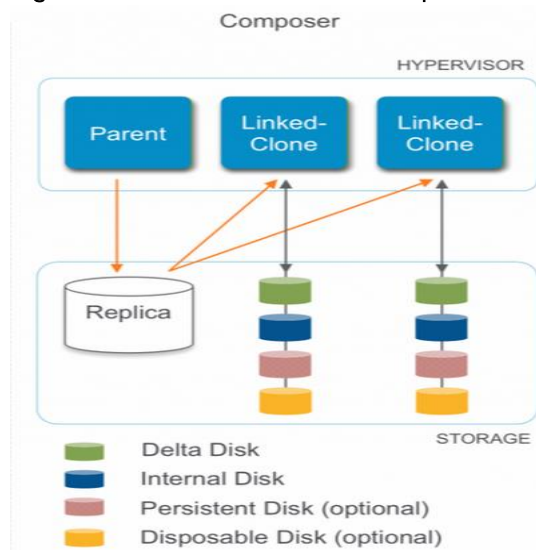 Composer
HYPERVISOR
Parent
Linked-
Clone
Linked-
Clone
Replica
STORAGE
Delta Disk
Internal Disk
Persistent Disk (optional)
Disposable Disk (optional)